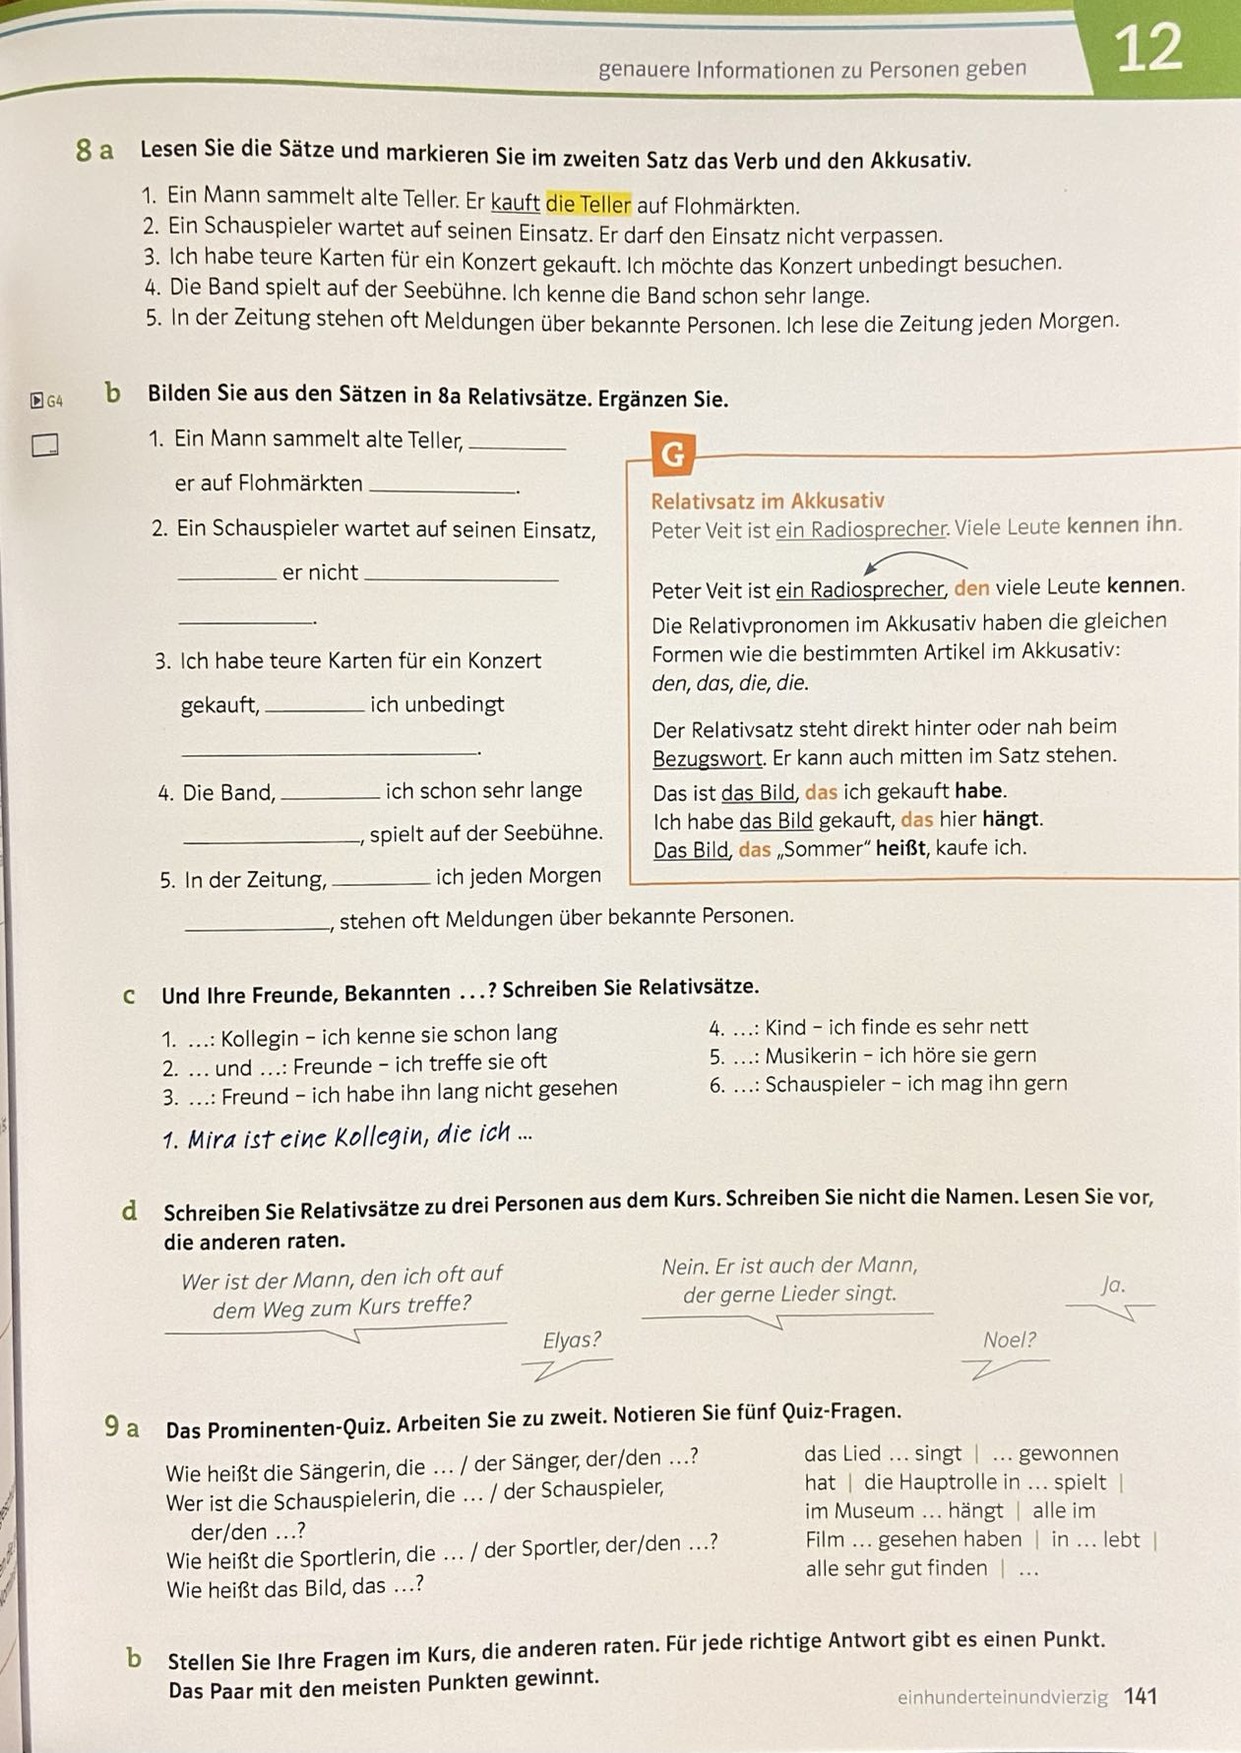 genauere Informationen zu Personen geben
12
8 a Lesen Sie die Sätze und markieren Sie im zweiten Satz das Verb und den Akkusativ.
1. Ein Mann sammelt alte Teller. Er kauft die Teller auf Flohmärkten.
2. Ein Schauspieler wartet auf seinen Einsatz. Er darf den Einsatz nicht verpassen.
3. Ich habe teure Karten für ein Konzert gekauft. Ich möchte das Konzert unbedingt besuchen.
4. Die Band spielt auf der Seebühne. Ich kenne die Band schon sehr lange.
5. In der Zeitung stehen oft Meldungen über bekannte Personen. Ich lese die Zeitung jeden Morgen.
G4
b Bilden Sie aus den Sätzen in 8a Relativsätze. Ergänzen Sie.
1. Ein Mann sammelt alte Teller, __________
er auf Flohmärkten __________.
2. Ein Schauspieler wartet auf seinen Einsatz,
__________ er nicht __________
__________.
3. Ich habe teure Karten für ein Konzert
gekauft, __________ ich unbedingt
__________.
4. Die Band, __________ ich schon sehr lange
__________, spielt auf der Seebühne.
5. In der Zeitung, __________ ich jeden Morgen
__________, stehen oft Meldungen über bekannte Personen.
G
Relativsatz im Akkusativ
Peter Veit ist ein Radiosprecher. Viele Leute kennen ihn.
Peter Veit ist ein Radiosprecher, den viele Leute kennen.
Die Relativpronomen im Akkusativ haben die gleichen
Formen wie die bestimmten Artikel im Akkusativ:
den, das, die, die.
Der Relativsatz steht direkt hinter oder nah beim
Bezugswort. Er kann auch mitten im Satz stehen.
Das ist das Bild, das ich gekauft habe.
Ich habe das Bild gekauft, das hier hängt.
Das Bild, das „Sommer“ heißt, kaufe ich.
c Und Ihre Freunde, Bekannten ...? Schreiben Sie Relativsätze.
1. ...: Kollegin – ich kenne sie schon lang
2. ... und ...: Freunde – ich treffe sie oft
3. ...: Freund – ich habe ihn lang nicht gesehen
4. ...: Kind – ich finde es sehr nett
5. ...: Musikerin – ich höre sie gern
6. ...: Schauspieler – ich mag ihn gern
1. Mira ist eine Kollegin, die ich ...
d Schreiben Sie Relativsätze zu drei Personen aus dem Kurs. Schreiben Sie nicht die Namen. Lesen Sie vor,
die anderen raten.
Wer ist der Mann, den ich oft auf
dem Weg zum Kurs treffe?
Elyas?
Nein. Er ist auch der Mann,
der gerne Lieder singt.
Noel?
Ja.
9 a Das Prominenten-Quiz. Arbeiten Sie zu zweit. Notieren Sie fünf Quiz-Fragen.
Wie heißt die Sängerin, die ... / der Sänger, der/den ...?
Wer ist die Schauspielerin, die ... / der Schauspieler,
der/den ...?
Wie heißt die Sportlerin, die ... / der Sportler, der/den ...?
Wie heißt das Bild, das ...?
das Lied ... singt | ... gewonnen
hat | die Hauptrolle in ... spielt |
im Museum ... hängt | alle im
Film ... gesehen haben | in ... lebt |
alle sehr gut finden | ...
b Stellen Sie Ihre Fragen im Kurs, die anderen raten. Für jede richtige Antwort gibt es einen Punkt.
Das Paar mit den meisten Punkten gewinnt.
einhunderteinundvierzig 141